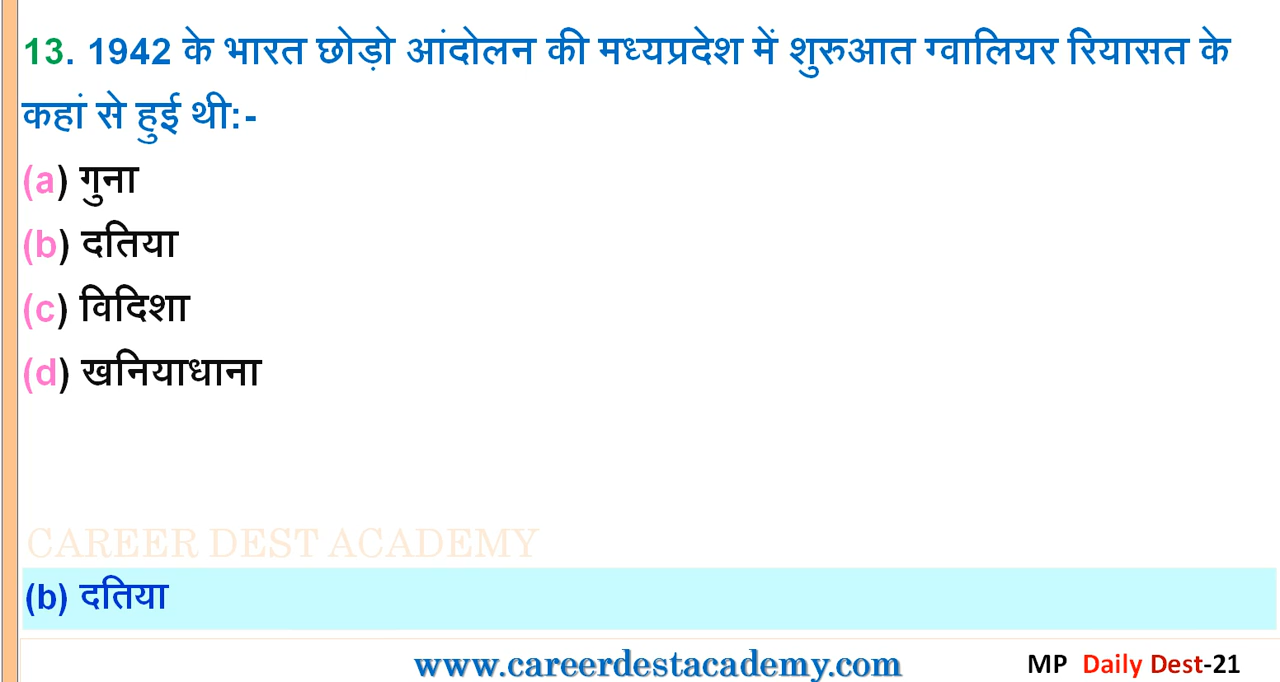 13. 1942 के भारत छोड़ो आंदोलन की मध्यप्रदेश में शुरुआत ग्वालियर रियासत के
कहां से हुई थी:-
(a) गुना
(b) दतिया
(c) विदिशा
(d) खनियाधाना
CAREER DEST ACADEMY
(b) दतिया
www.careerdestacademy.com
MP Daily Dest-21